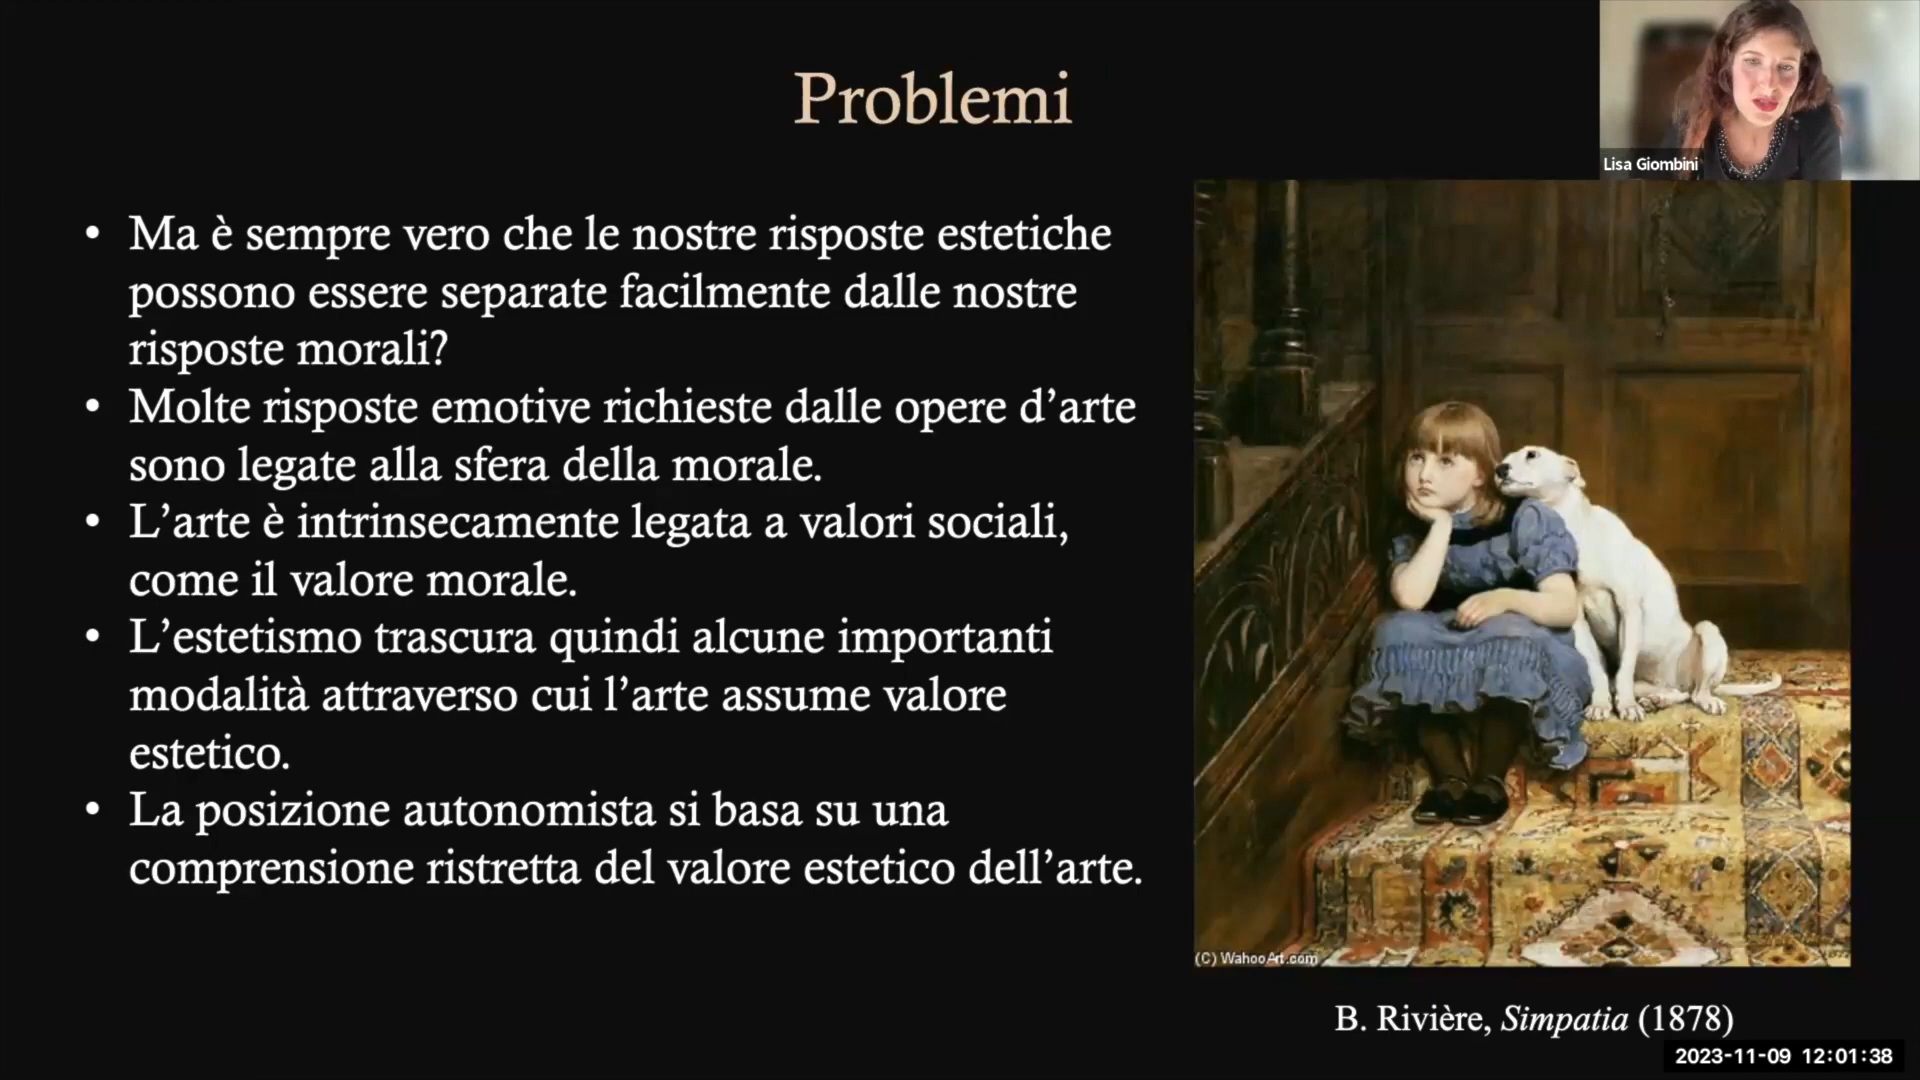 Problemi
Lisa Giombini
• Ma è sempre vero che le nostre risposte estetiche
possono essere separate facilmente dalle nostre
risposte morali?
• Molte risposte emotive richieste dalle opere d’arte
sono legate alla sfera della morale.
• L’arte è intrinsecamente legata a valori sociali,
come il valore morale.
• L’estetismo trascura quindi alcune importanti
modalità attraverso cui l’arte assume valore
estetico.
• La posizione autonomista si basa su una
comprensione ristretta del valore estetico dell’arte.
(C) WahooArt.com
B. Rivière, Simpatia (1878)
2023-11-09 12:01:38